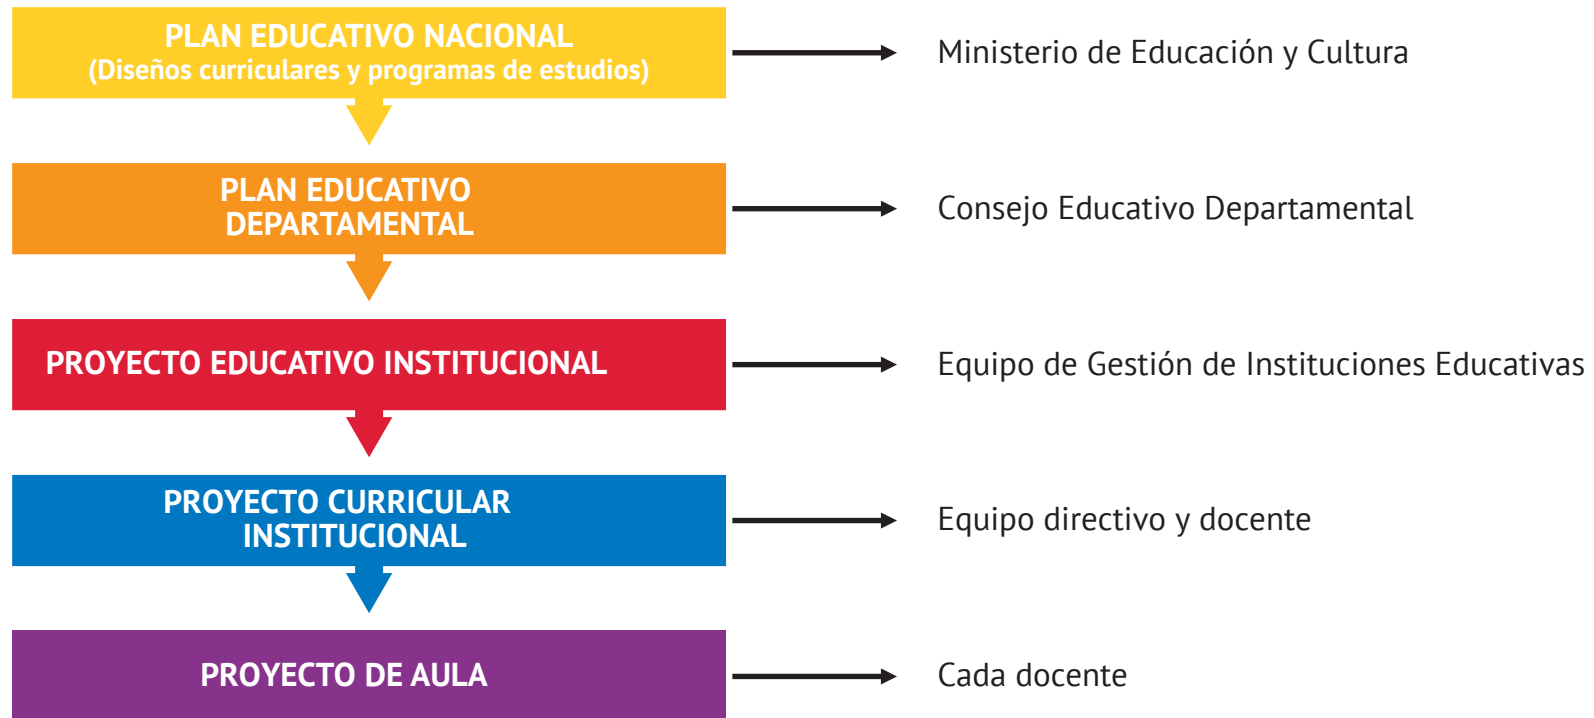 PLAN EDUCATIVO NACIONAL
(Diseños curriculares y programas de estudios)
Ministerio de Educación y Cultura
PLAN EDUCATIVO
DEPARTAMENTAL
Consejo Educativo Departamental
PROYECTO EDUCATIVO INSTITUCIONAL
Equipo de Gestión de Instituciones Educativas
PROYECTO CURRICULAR
INSTITUCIONAL
Equipo directivo y docente
PROYECTO DE AULA
Cada docente